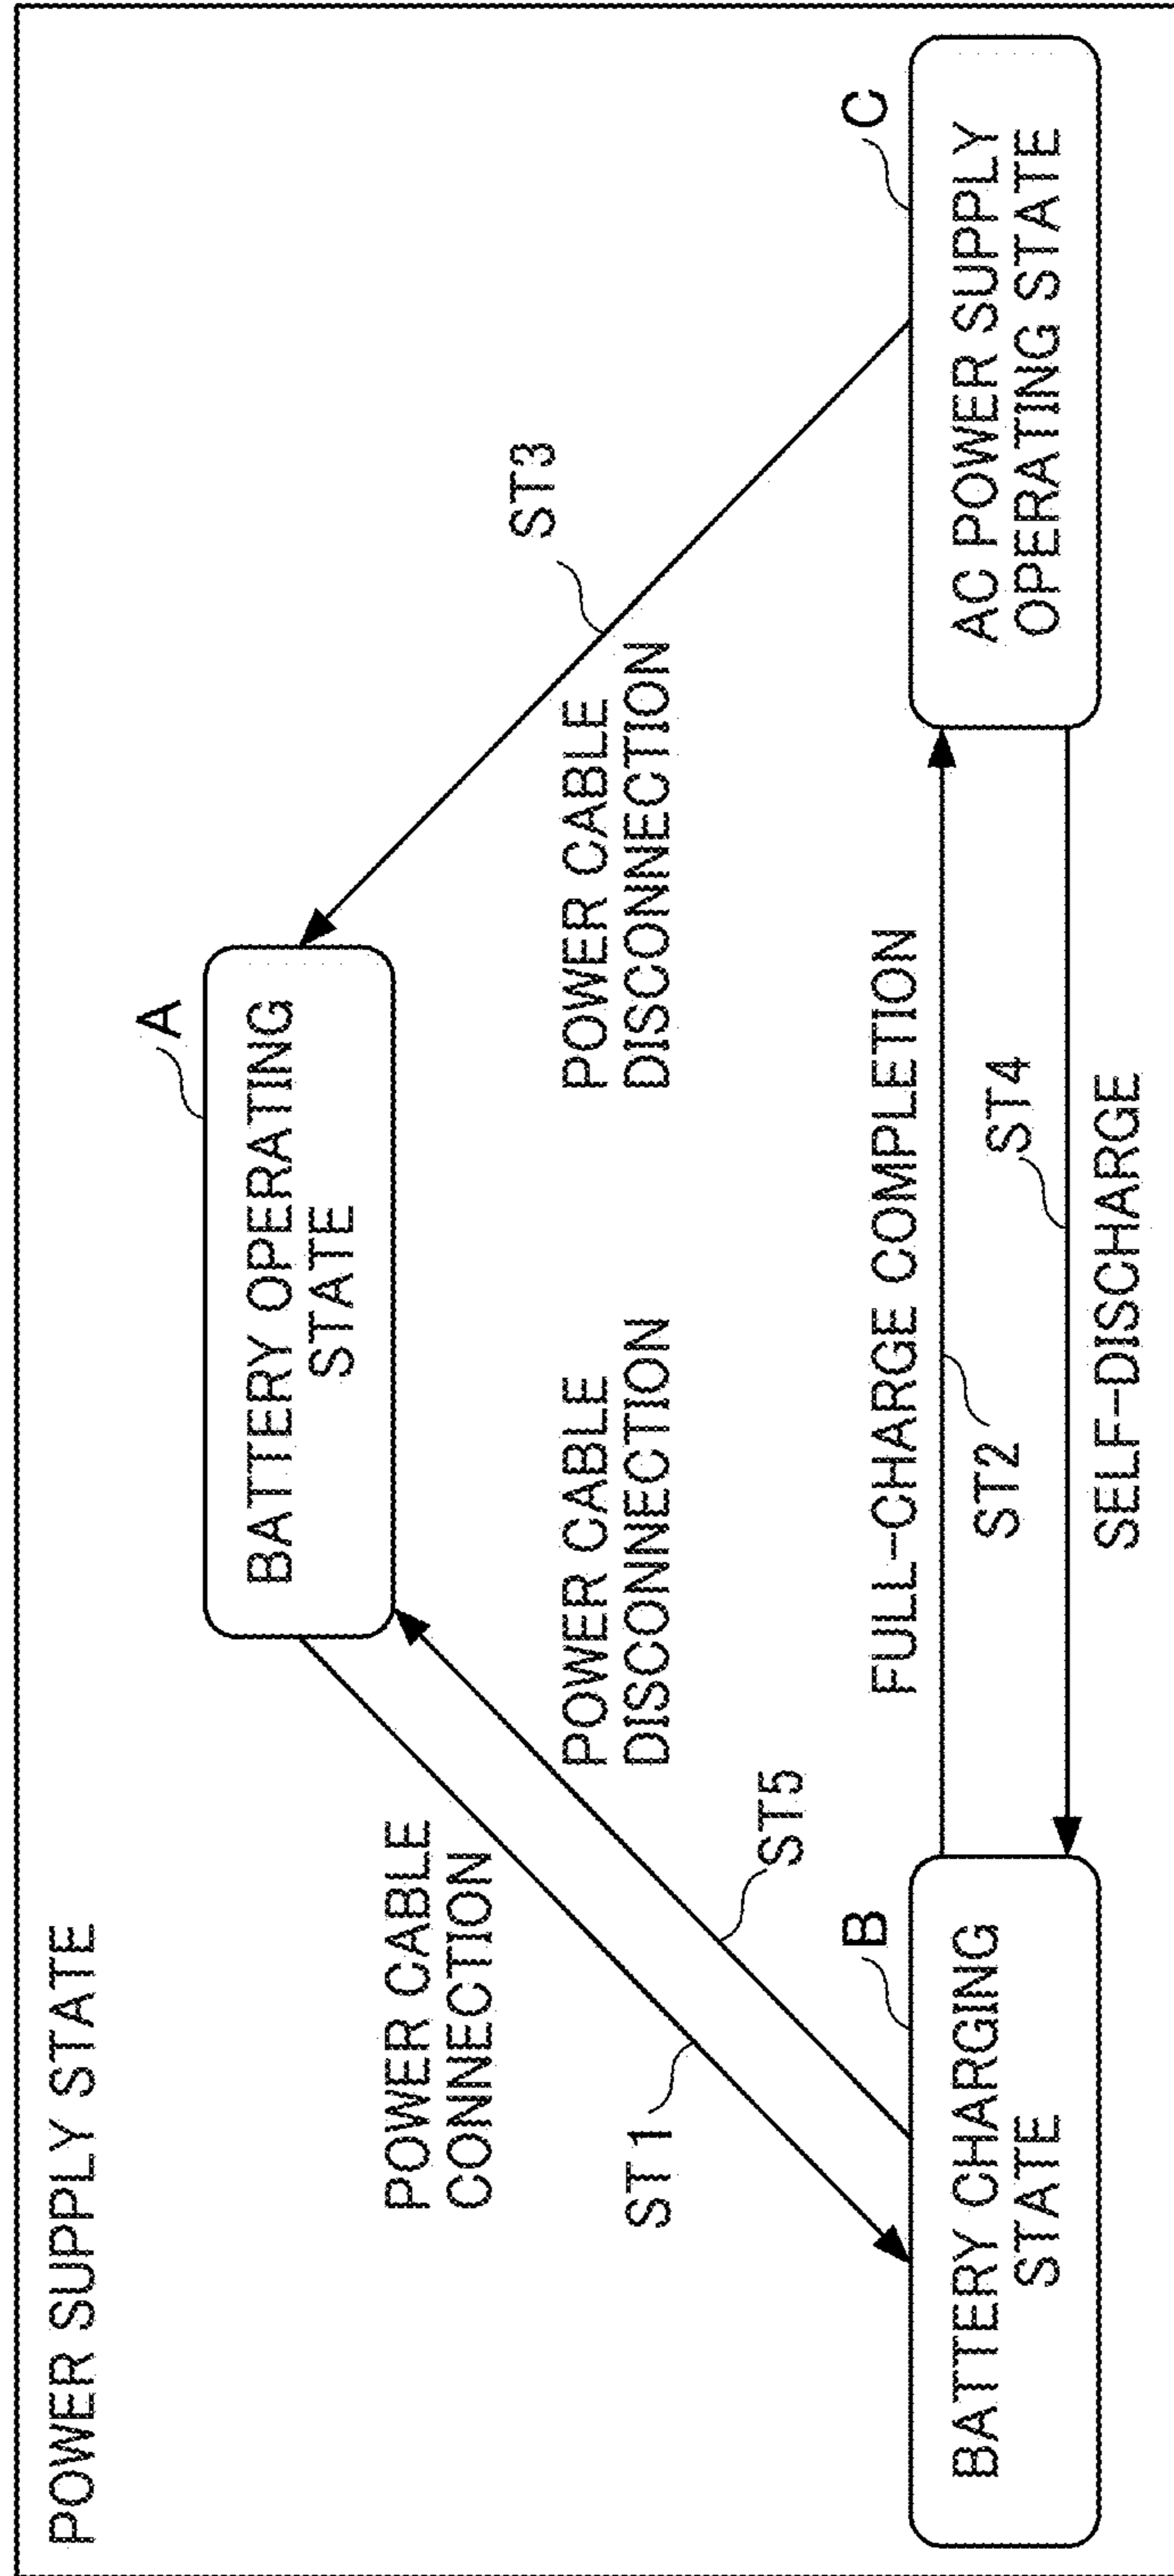 POWER SUPPLY STATE
A
BATTERY OPERATING
STATE
POWER CABLE
CONNECTION
ST1
ST5
POWER CABLE
DISCONNECTION
POWER CABLE
DISCONNECTION
ST3
B
BATTERY CHARGING
STATE
FULL-CHARGE COMPLETION
ST2
ST4
SELF-DISCHARGE
C
AC POWER SUPPLY
OPERATING STATE